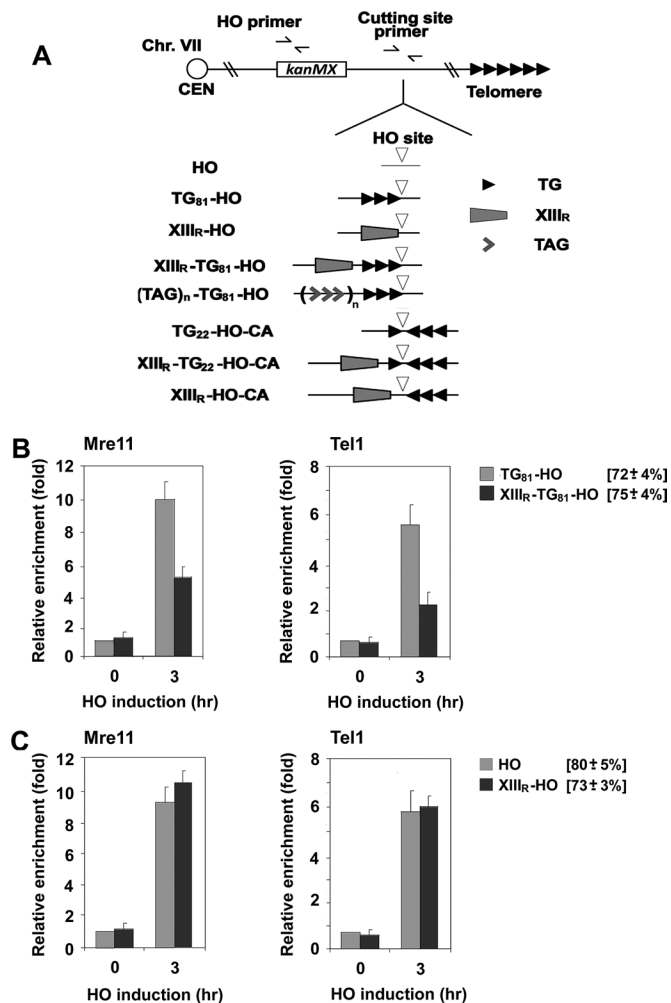 A
HO primer
Cutting site
primer
Chr. VII
kanMX
CEN
Telomere
HO site
HO
TG81-HO
XIIIR-HO
XIIIR-TG81-HO
(TAG)n-TG81-HO
( )n
TG22-HO-CA
XIIIR-TG22-HO-CA
XIIIR-HO-CA
TG
XIIIR
TAG
B
Mre11
Relative enrichment (fold)
12
10
8
6
4
2
0
0 3
HO induction (hr)
Tel1
Relative enrichment (fold)
8
6
4
2
0
0 3
HO induction (hr)
TG81-HO [72±4%]
XIIIR-TG81-HO [75±4%]
C
Mre11
Relative enrichment (fold)
12
10
8
6
4
2
0
0 3
HO induction (hr)
Tel1
Relative enrichment (fold)
8
6
4
2
0
0 3
HO induction (hr)
HO [80±5%]
XIIIR-HO [73±3%]